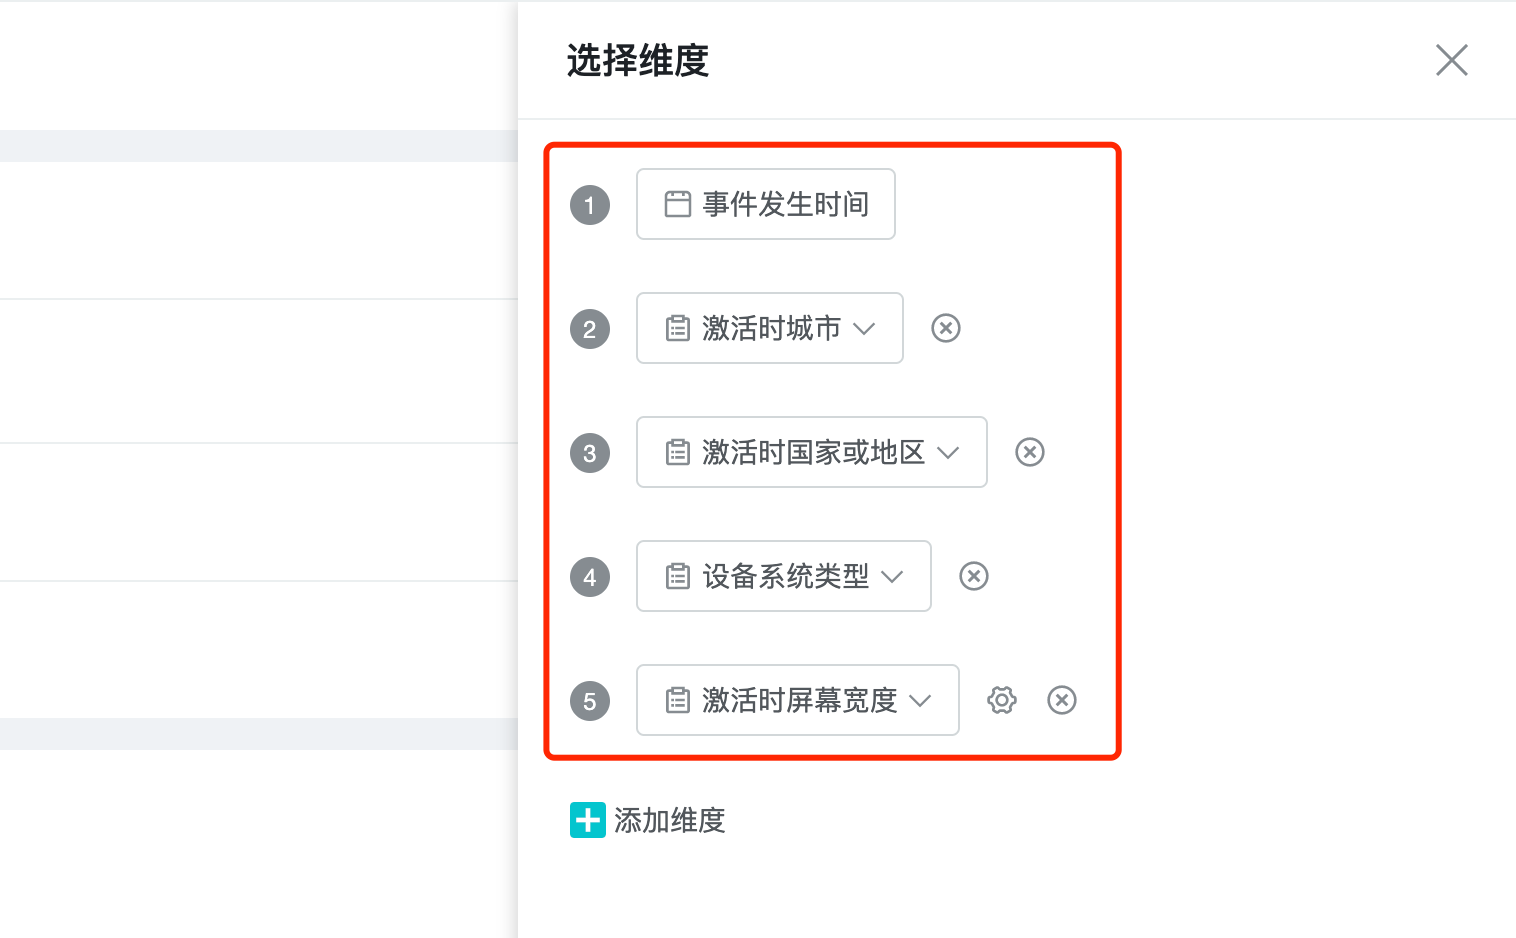 选择维度
1 事件发生时间
2 激活时城市
3 激活时国家或地区
4 设备系统类型
5 激活时屏幕宽度
添加维度